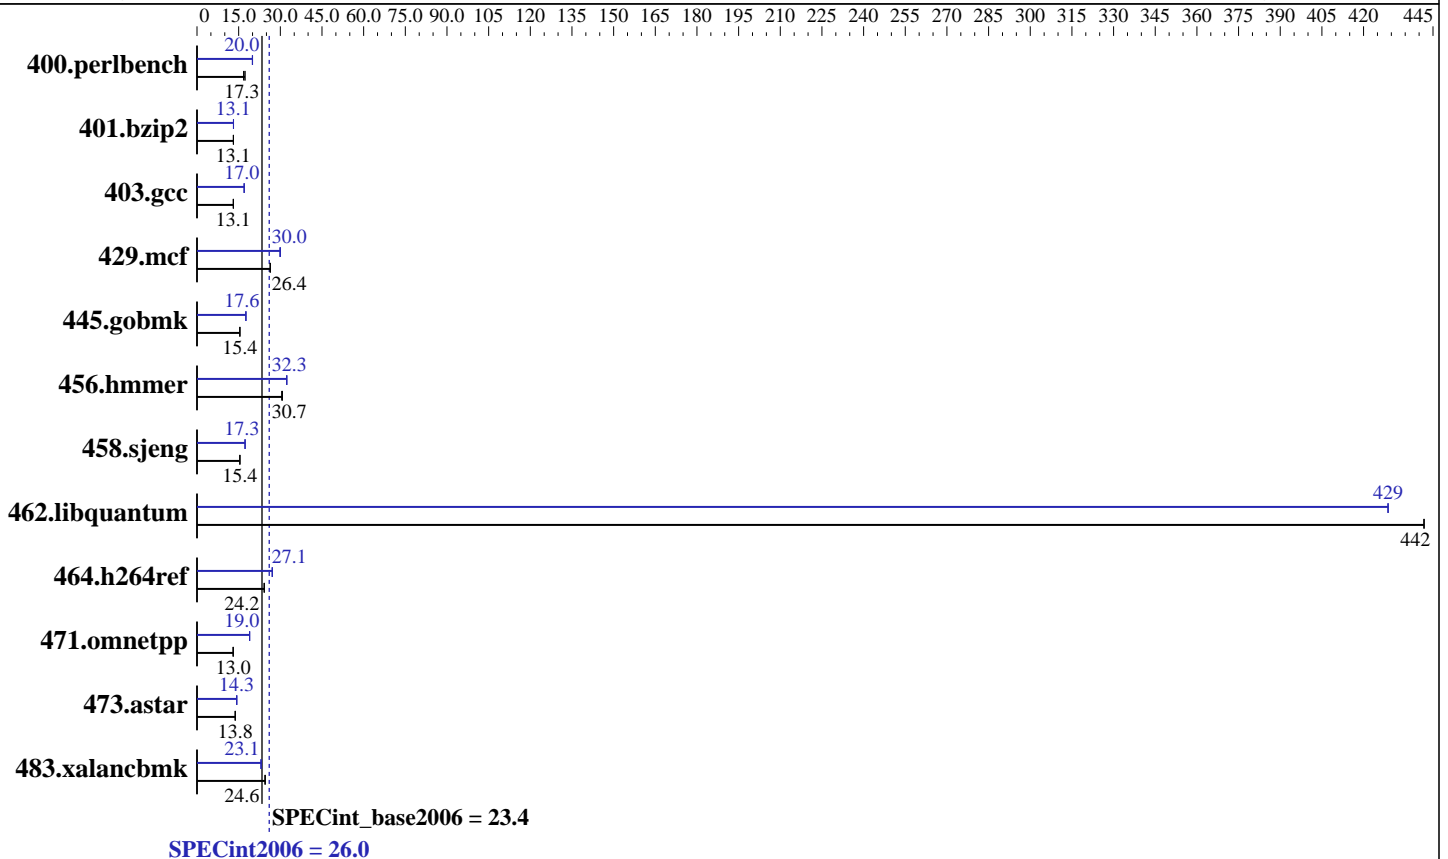 0 15.0 30.0 45.0 60.0 75.0 90.0 105 120 135 150 165 180 195 210 225 240 255 270 285 300 315 330 345 360 375 390 405 420 445
20.0
400.perlbench
17.3
13.1
401.bzip2
13.1
17.0
403.gcc
13.1
30.0
429.mcf
26.4
17.6
445.gobmk
15.4
32.3
456.hmmer
30.7
17.3
458.sjeng
15.4
429
462.libquantum
442
27.1
464.h264ref
24.2
19.0
471.omnetpp
13.0
14.3
473.astar
13.8
23.1
483.xalancbmk
24.6
SPECint_base2006 = 23.4
SPECint2006 = 26.0